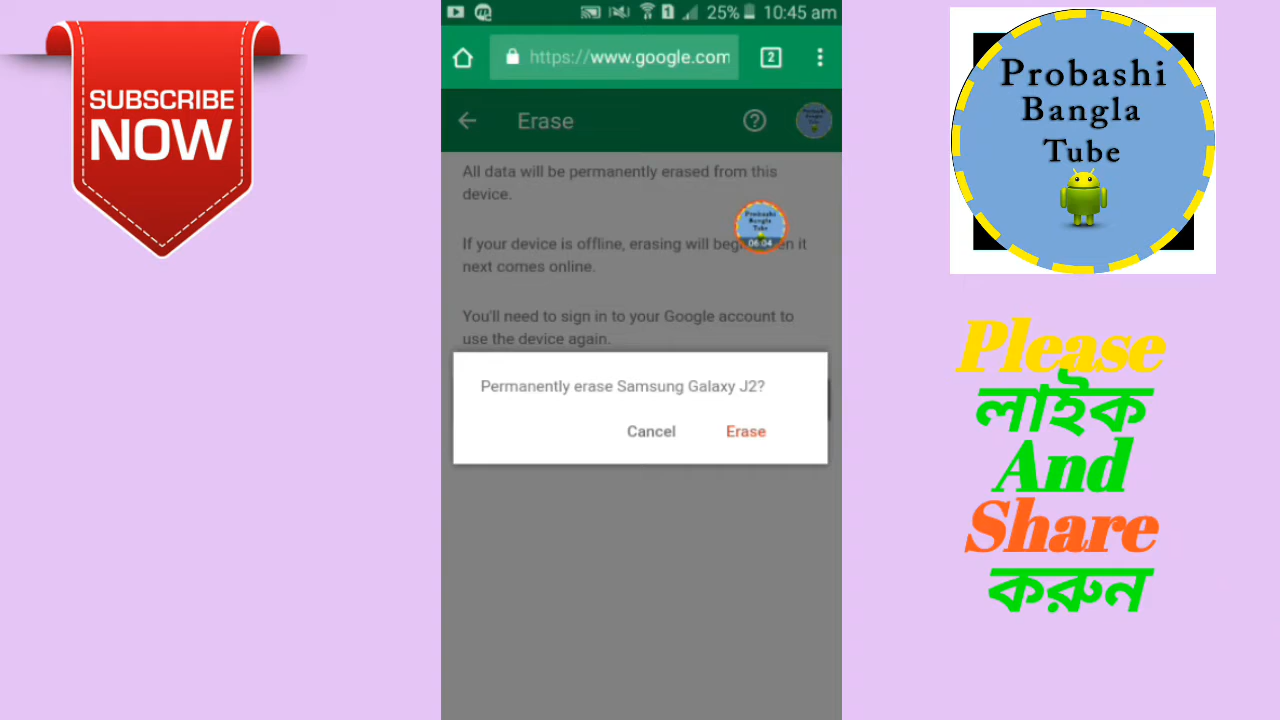 SUBSCRIBE
NOW
25% 10:45 am
https://www.google.com 2
Erase
All data will be permanently erased from this
device.
If your device is offline, erasing will begin when it
next comes online.
You'll need to sign in to your Google account to
use the device again.
Probashi
Bangla
Tube
06:04
Permanently erase Samsung Galaxy J2?
Cancel Erase
Probashi
Bangla
Tube
Please
লাইক
And
Share
করুন